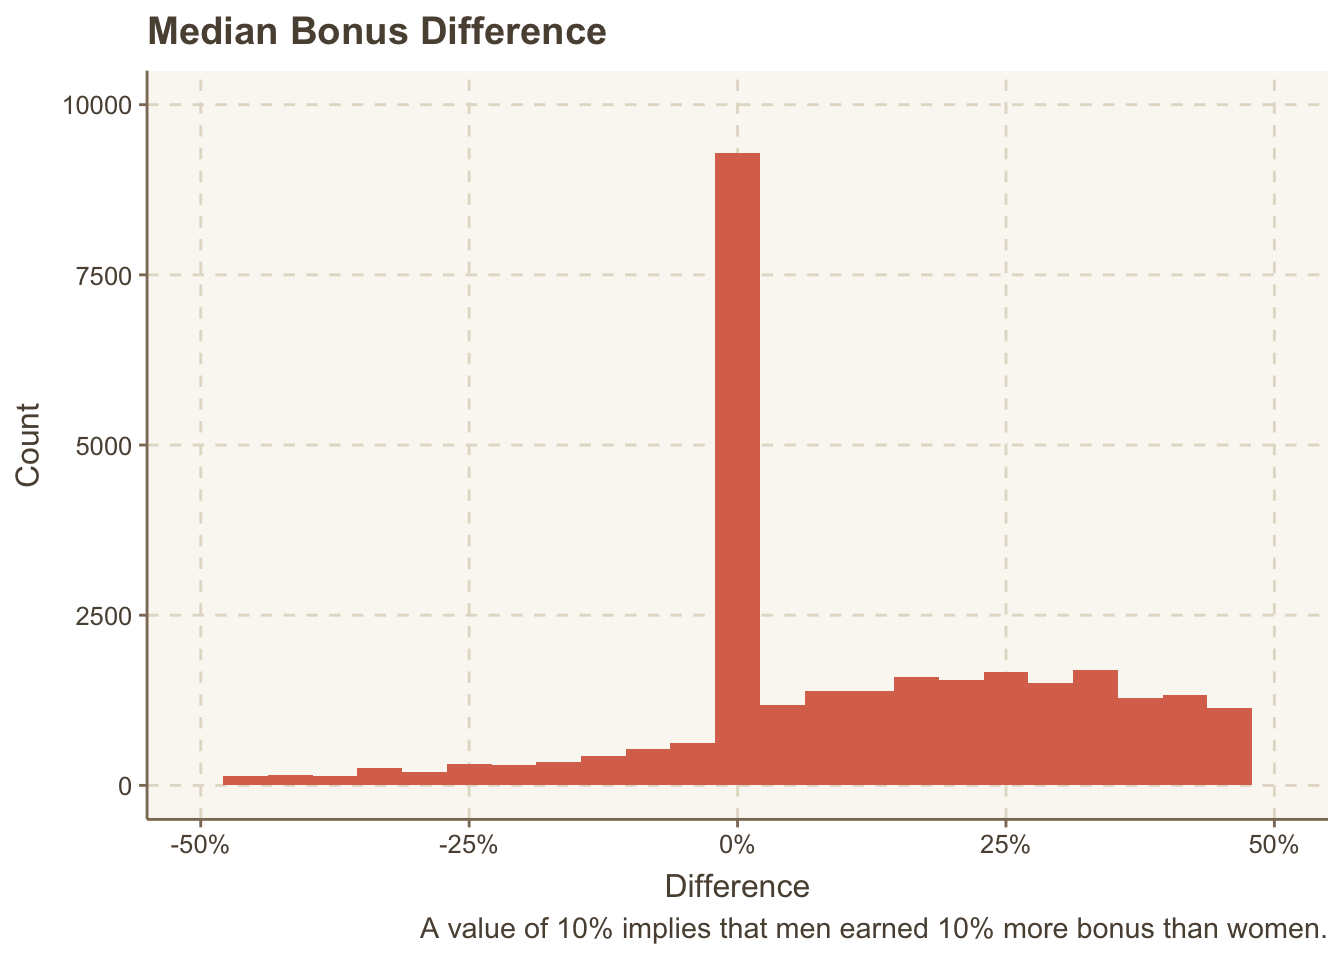 Median Bonus Difference
10000
7500
5000
2500
0
Count
-50%
-25%
0%
25%
50%
Difference
A value of 10% implies that men earned 10% more bonus than women.